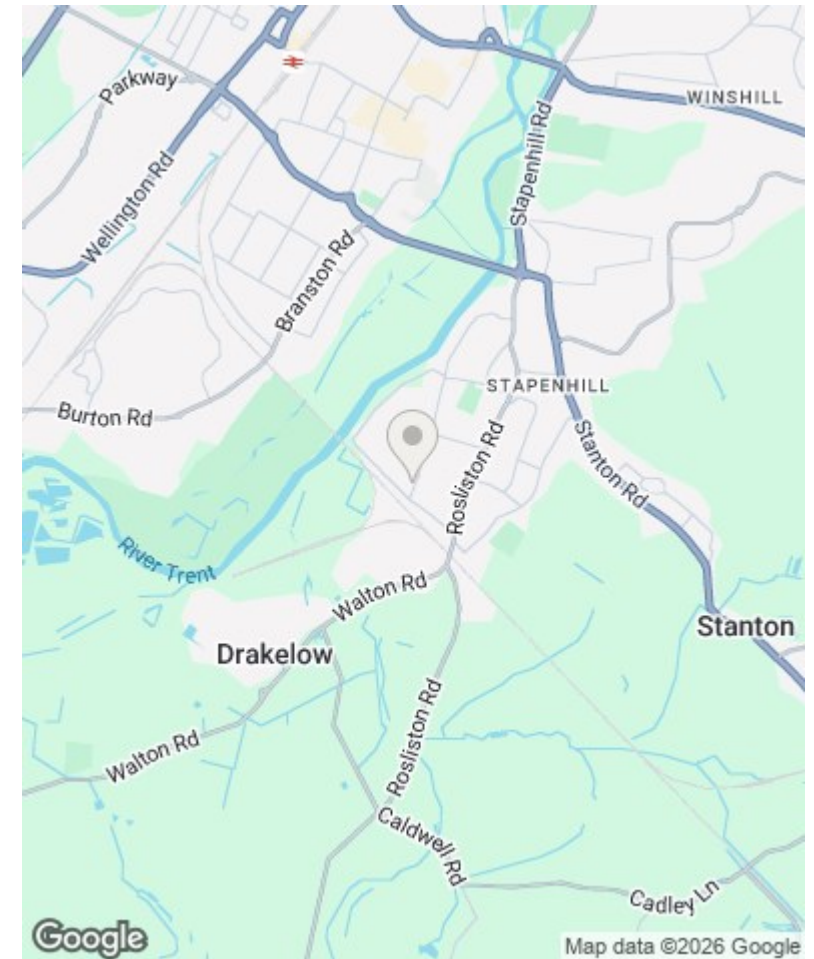 Parkway
WINSHILL
Stapenhill Rd
Wellington Rd
Branston Rd
STAPENHILL
Burton Rd
Rosliston Rd
Stanton Rd
River Trent
Walton Rd
Stanton
Drakelow
Rosliston Rd
Walton Rd
Caldwell Rd
Cadley Ln
Google
Map data ©2026 Google